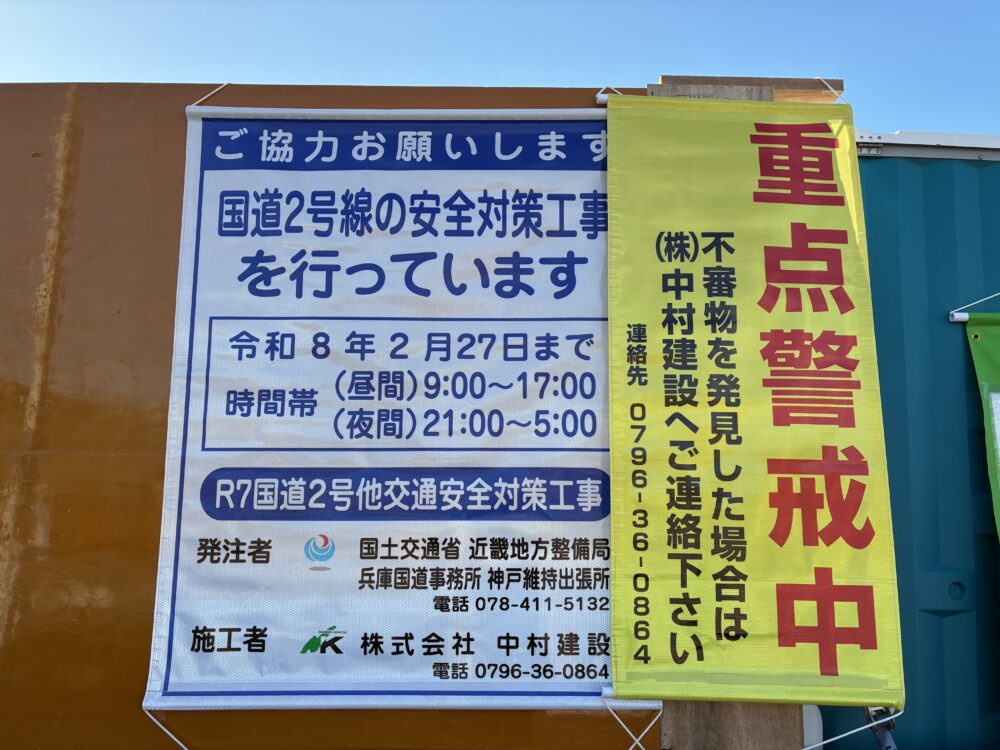 ご協力お願いします
国道2号線の安全対策工事
を行っています
令和8年2月27日まで
時間帯
(昼間)9:00～17:00
(夜間)21:00～5:00
R7国道2号他交通安全対策工事
発注者
国土交通省 近畿地方整備局
兵庫国道事務所 神戸維持出張所
電話 078-411-5132
施工者
NK 株式会社 中村建設
電話 0796-36-0864
重点警戒中
不審物を発見した場合は
(株)中村建設へご連絡下さい
連絡先 0796-36-0864